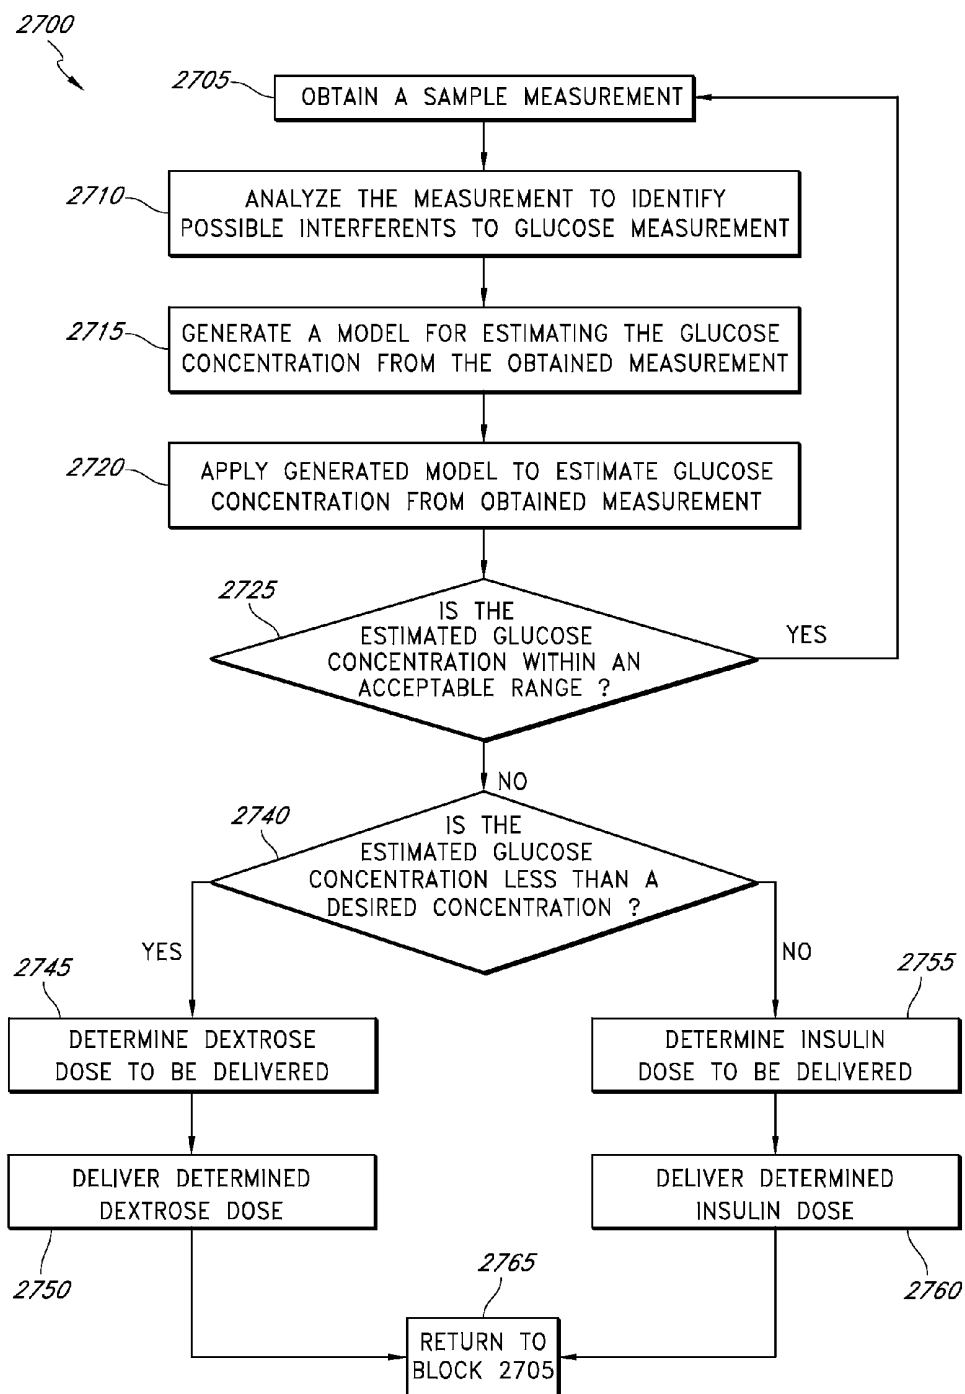 2700
2705
OBTAIN A SAMPLE MEASUREMENT
2710
ANALYZE THE MEASUREMENT TO IDENTIFY
POSSIBLE INTERFERENTS TO GLUCOSE MEASUREMENT
2715
GENERATE A MODEL FOR ESTIMATING THE GLUCOSE
CONCENTRATION FROM THE OBTAINED MEASUREMENT
2720
APPLY GENERATED MODEL TO ESTIMATE GLUCOSE
CONCENTRATION FROM OBTAINED MEASUREMENT
2725
IS THE
ESTIMATED GLUCOSE
CONCENTRATION WITHIN AN
ACCEPTABLE RANGE ?
YES
NO
2740
IS THE
ESTIMATED GLUCOSE
CONCENTRATION LESS THAN A
DESIRED CONCENTRATION ?
YES
NO
2745
DETERMINE DEXTROSE
DOSE TO BE DELIVERED
2755
DETERMINE INSULIN
DOSE TO BE DELIVERED
DELIVER DETERMINED
DEXTROSE DOSE
2750
DELIVER DETERMINED
INSULIN DOSE
2760
2765
RETURN TO
BLOCK 2705